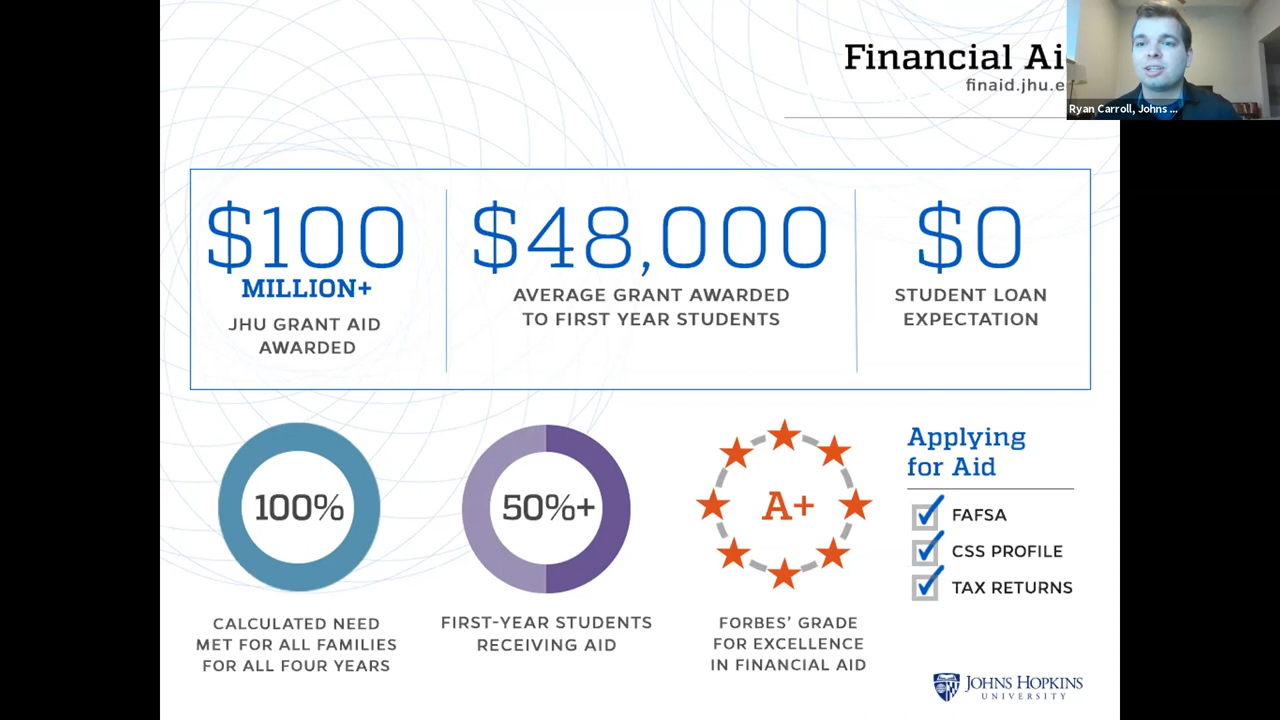 Financial Ai
finaid.jhu.e
Ryan Carroll, Johns ...
$100
MILLION+
JHU GRANT AID
AWARDED
$48,000
AVERAGE GRANT AWARDED
TO FIRST YEAR STUDENTS
$0
STUDENT LOAN
EXPECTATION
100%
CALCULATED NEED
MET FOR ALL FAMILIES
FOR ALL FOUR YEARS
50%+
FIRST-YEAR STUDENTS
RECEIVING AID
A+
FORBES’ GRADE
FOR EXCELLENCE
IN FINANCIAL AID
Applying
for Aid
FAFSA
CSS PROFILE
TAX RETURNS
JOHNS HOPKINS
UNIVERSITY